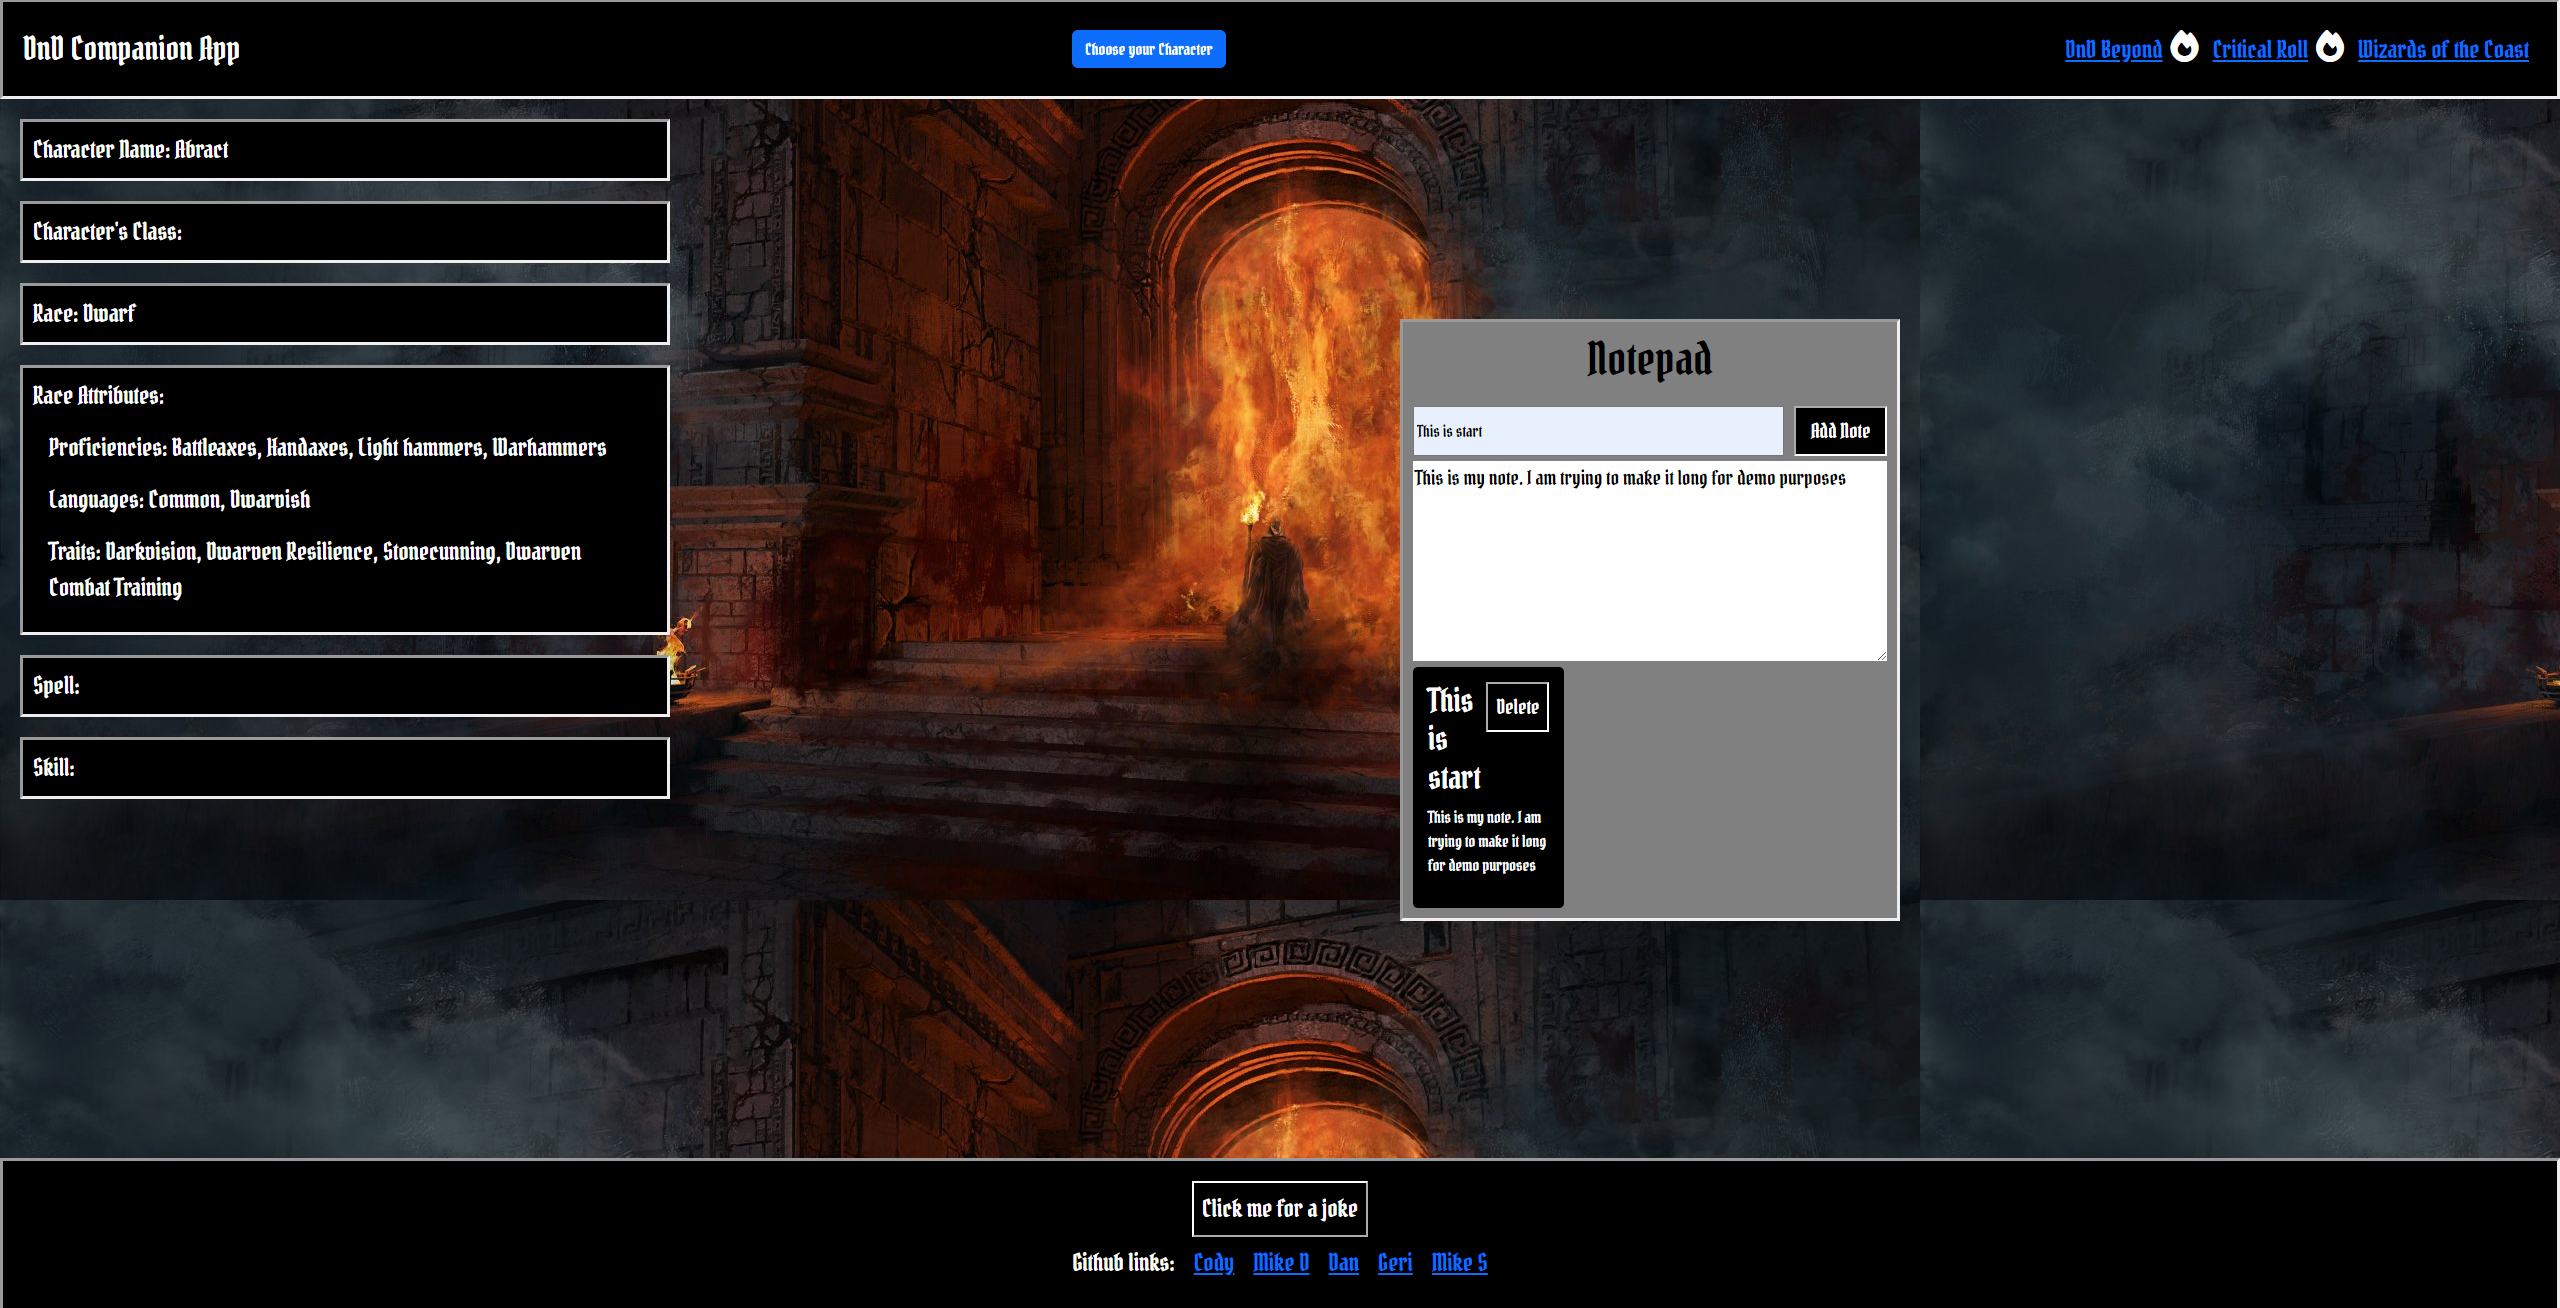 DnD Companion App
Choose your Character
DnD Beyond Critical Roll Wizards of the Coast
Character Name: Abract
Character's Class:
Race: Dwarf
Race Attributes:
Proficiencies: Battleaxes, Handaxes, Light hammers, Warhammers
Languages: Common, Dwarvish
Traits: Darkvision, Dwarven Resilience, Stonecunning, Dwarven
Combat Training
Spell:
Skill:
Notepad
This is start
Add Note
This is my note. I am trying to make it long for demo purposes
This
is
start
Delete
This is my note. I am
trying to make it long
for demo purposes
Click me for a joke
Github links: Cody Mike D Dan Geri Mike S